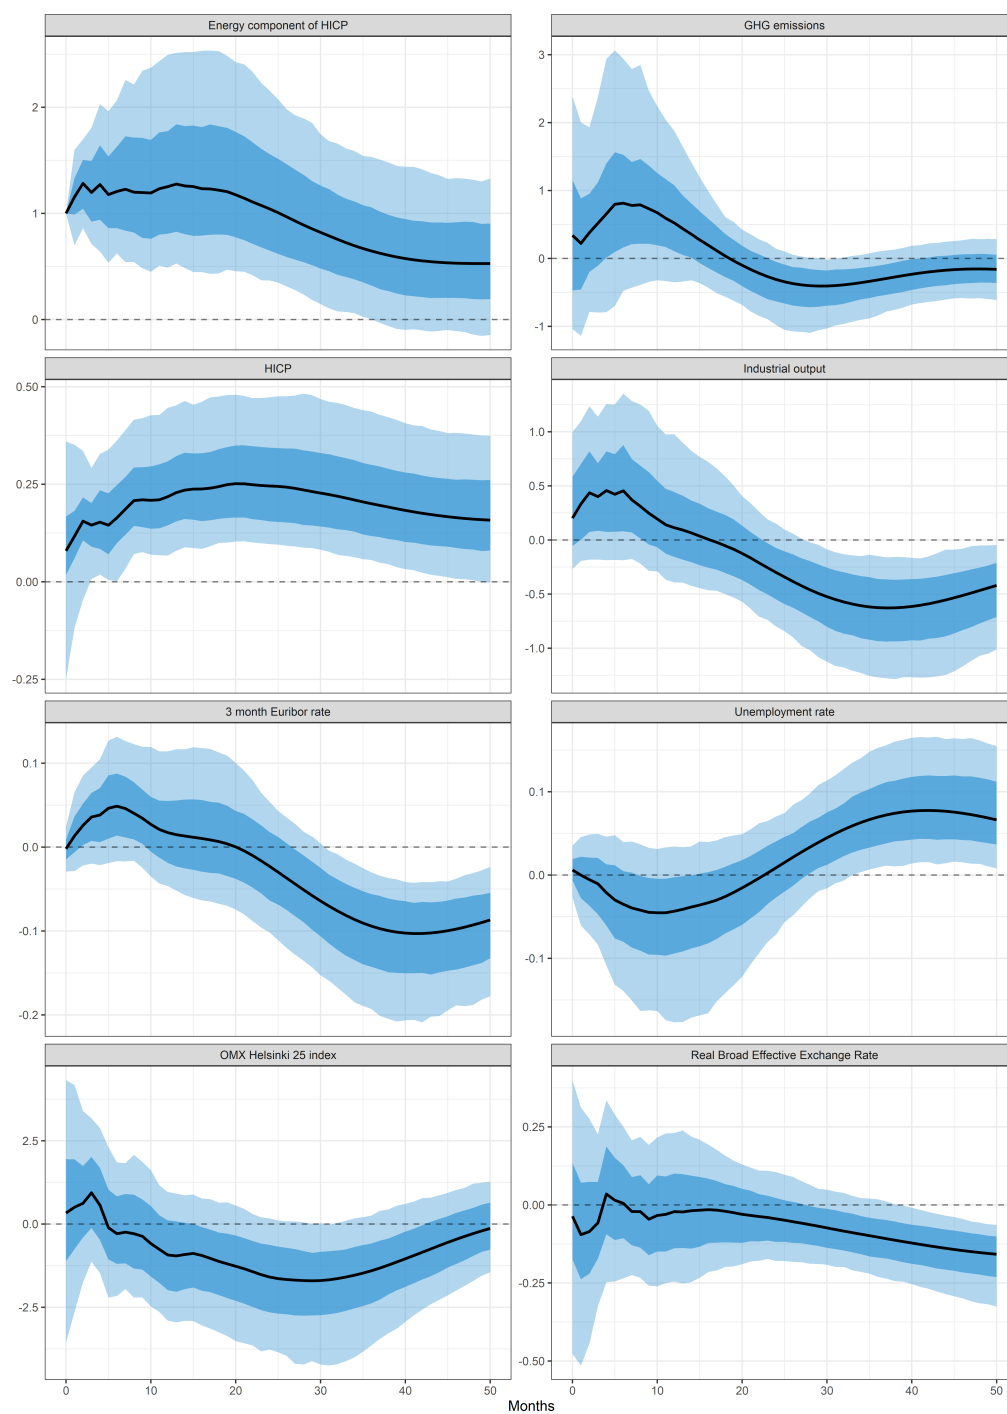 Energy component of HICP
GHG emissions
2
1
0
3
2
1
0
-1
HICP
Industrial output
0.50
0.25
0.00
-0.25
1.0
0.5
0.0
-0.5
-1.0
3 month Euribor rate
Unemployment rate
0.1
0.0
-0.1
-0.2
0.1
0.0
-0.1
OMX Helsinki 25 index
Real Broad Effective Exchange Rate
2.5
0.0
-2.5
0.25
0.00
-0.25
-0.50
0 10 20 30 40 50
0 10 20 30 40 50
Months